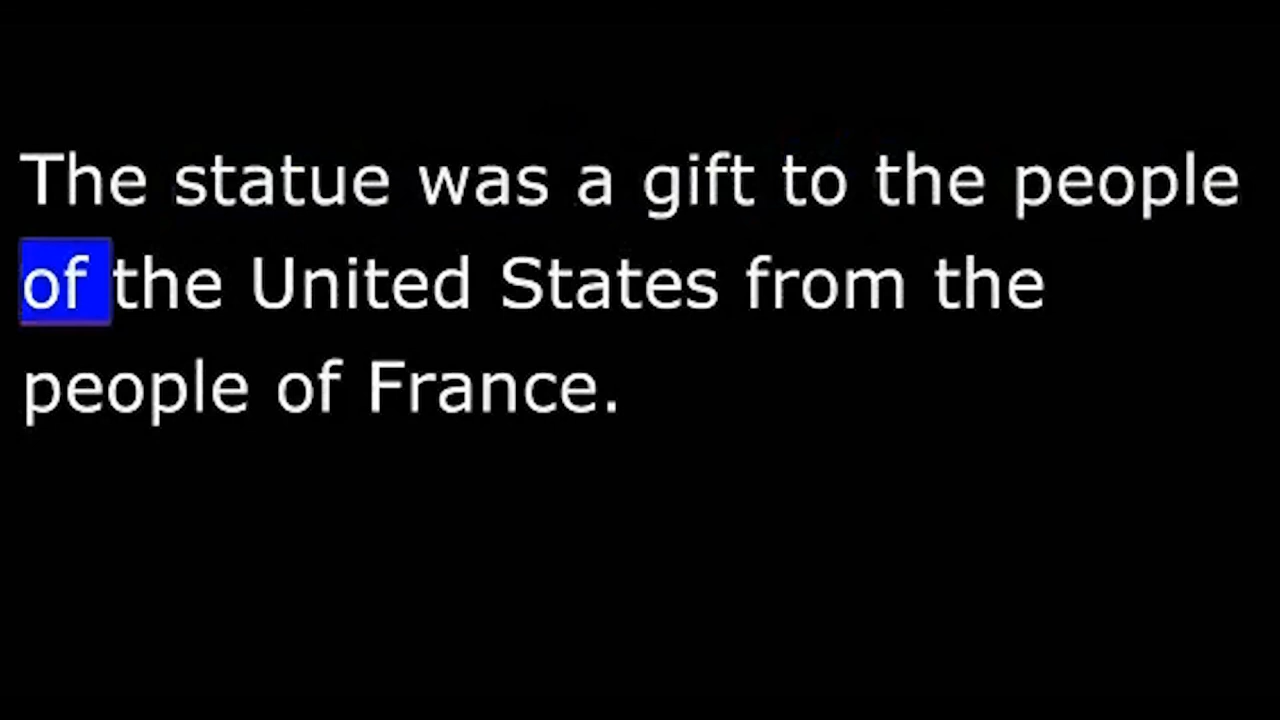 The statue was a gift to the people
of the United States from the
people of France.